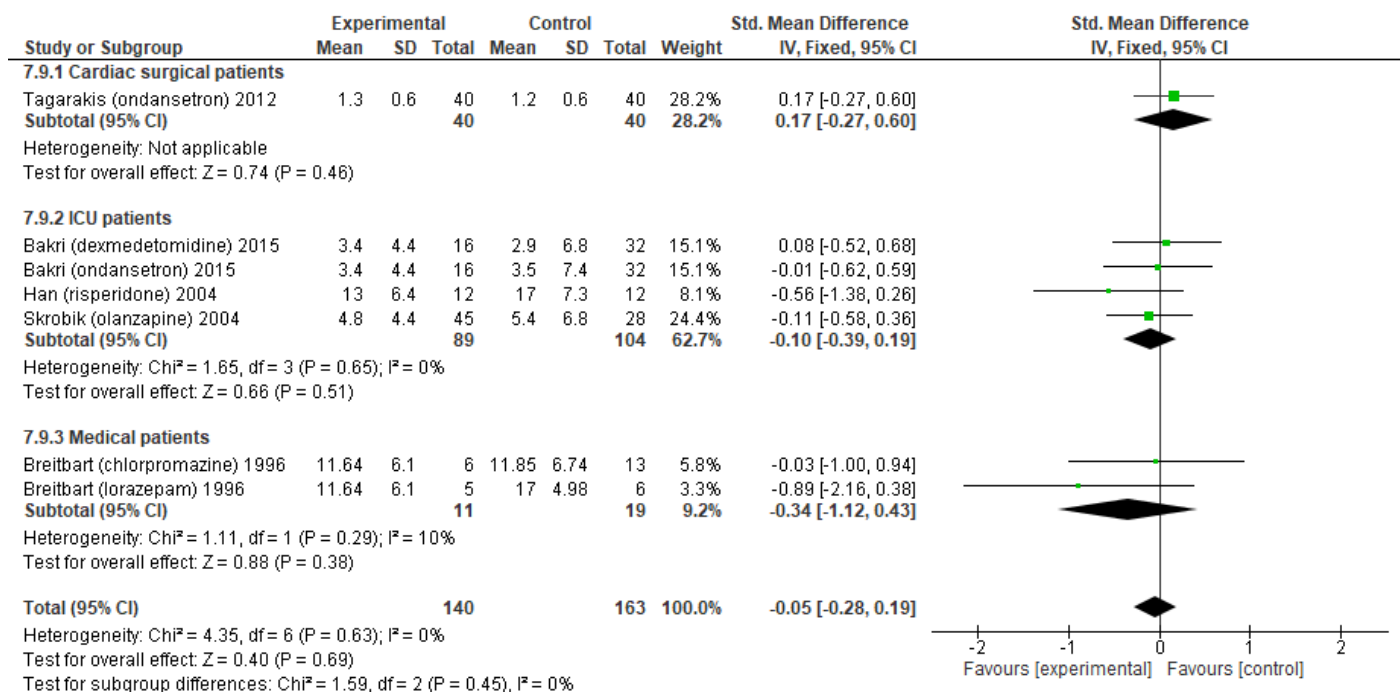 Experimental Control Std. Mean Difference Std. Mean Difference
Study or Subgroup Mean SD Total Mean SD Total Weight IV, Fixed, 95% CI IV, Fixed, 95% CI
7.9.1 Cardiac surgical patients
Tagarakis (ondansetron) 2012 1.3 0.6 40 1.2 0.6 40 28.2% 0.17 [-0.27, 0.60]
Subtotal (95% CI) 40 40 28.2% 0.17 [-0.27, 0.60]
Heterogeneity: Not applicable
Test for overall effect: Z = 0.74 (P = 0.46)
7.9.2 ICU patients
Bakri (dexmedetomidine) 2015 3.4 4.4 16 2.9 6.8 32 15.1% 0.08 [-0.52, 0.68]
Bakri (ondansetron) 2015 3.4 4.4 16 3.5 7.4 32 15.1% -0.01 [-0.62, 0.59]
Han (risperidone) 2004 13 6.4 12 17 7.3 12 8.1% -0.56 [-1.38, 0.26]
Skrobik (olanzapine) 2004 4.8 4.4 45 5.4 6.8 28 24.4% -0.11 [-0.58, 0.36]
Subtotal (95% CI) 89 104 62.7% -0.10 [-0.39, 0.19]
Heterogeneity: Chi² = 1.65, df = 3 (P = 0.65); I² = 0%
Test for overall effect: Z = 0.66 (P = 0.51)
7.9.3 Medical patients
Breitbart (chlorpromazine) 1996 11.64 6.1 6 11.85 6.74 13 5.8% -0.03 [-1.00, 0.94]
Breitbart (lorazepam) 1996 11.64 6.1 5 17 4.98 6 3.3% -0.89 [-2.16, 0.38]
Subtotal (95% CI) 11 19 9.2% -0.34 [-1.12, 0.43]
Heterogeneity: Chi² = 1.11, df = 1 (P = 0.29); I² = 10%
Test for overall effect: Z = 0.88 (P = 0.38)
Total (95% CI) 140 163 100.0% -0.05 [-0.28, 0.19]
Heterogeneity: Chi² = 4.35, df = 6 (P = 0.63); I² = 0%
Test for overall effect: Z = 0.40 (P = 0.69)
Test for subgroup differences: Chi² = 1.59, df = 2 (P = 0.45), I² = 0%
-2 -1 0 1 2
Favours [experimental] Favours [control]